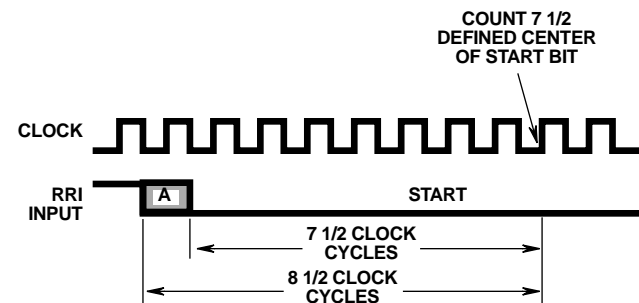 COUNT 7 1/2
DEFINED CENTER
OF START BIT
CLOCK
RRI
INPUT
A
START
7 1/2 CLOCK
CYCLES
8 1/2 CLOCK
CYCLES